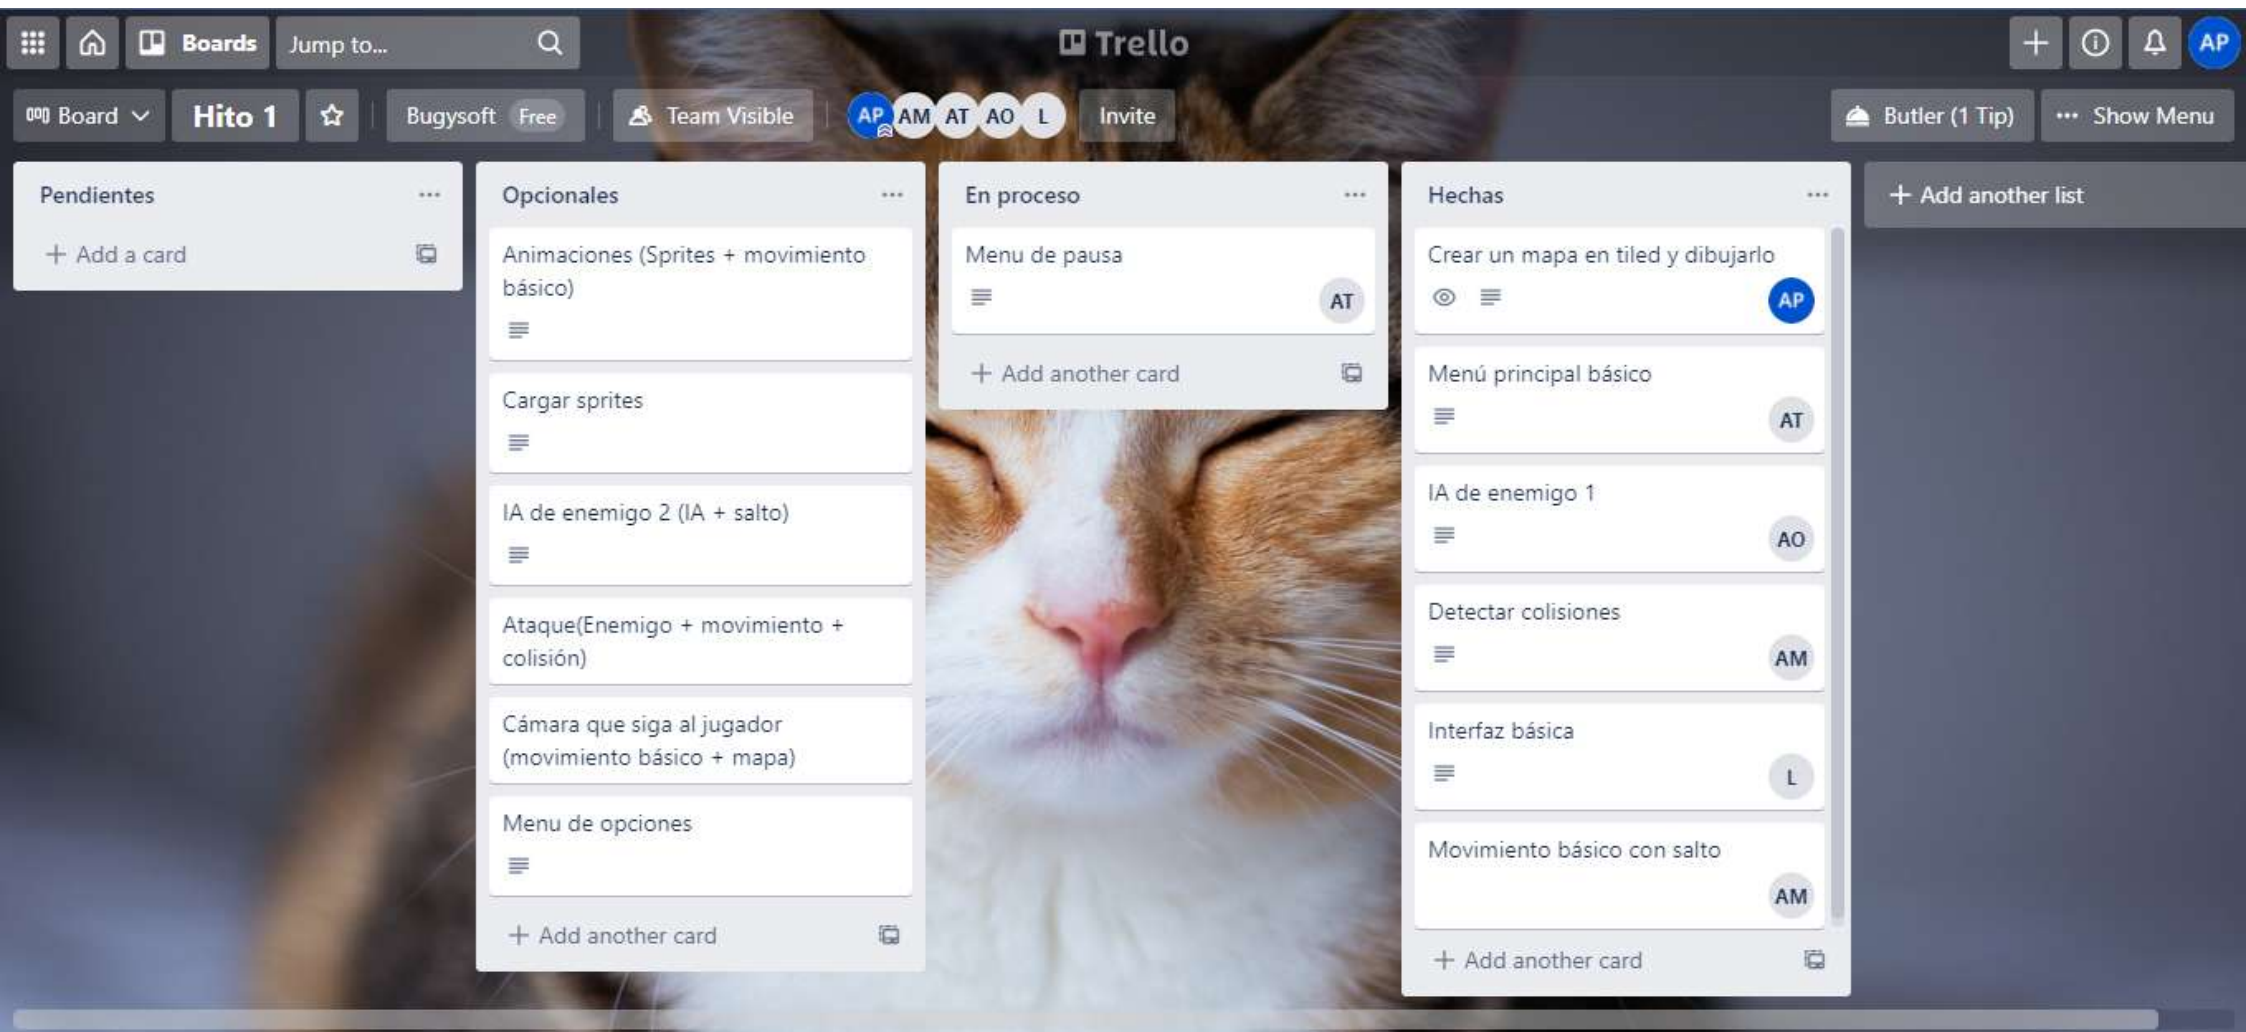 Boards
Jump to...
Trello
AP
Board
Hito 1
Bugysoft Free
Team Visible
AP AM AT AO L
Invite
Butler (1 Tip)
Show Menu
Pendientes
Add a card
Opcionales
Animaciones (Sprites + movimiento
básico)
Cargar sprites
IA de enemigo 2 (IA + salto)
Ataque(Enemigo + movimiento +
colisión)
Cámara que siga al jugador
(movimiento básico + mapa)
Menu de opciones
Add another card
En proceso
Menu de pausa
AT
Add another card
Hechas
Crear un mapa en tiled y dibujarlo
AP
Menú principal básico
AT
IA de enemigo 1
AO
Detectar colisiones
AM
Interfaz básica
L
Movimiento básico con salto
AM
Add another card
Add another list